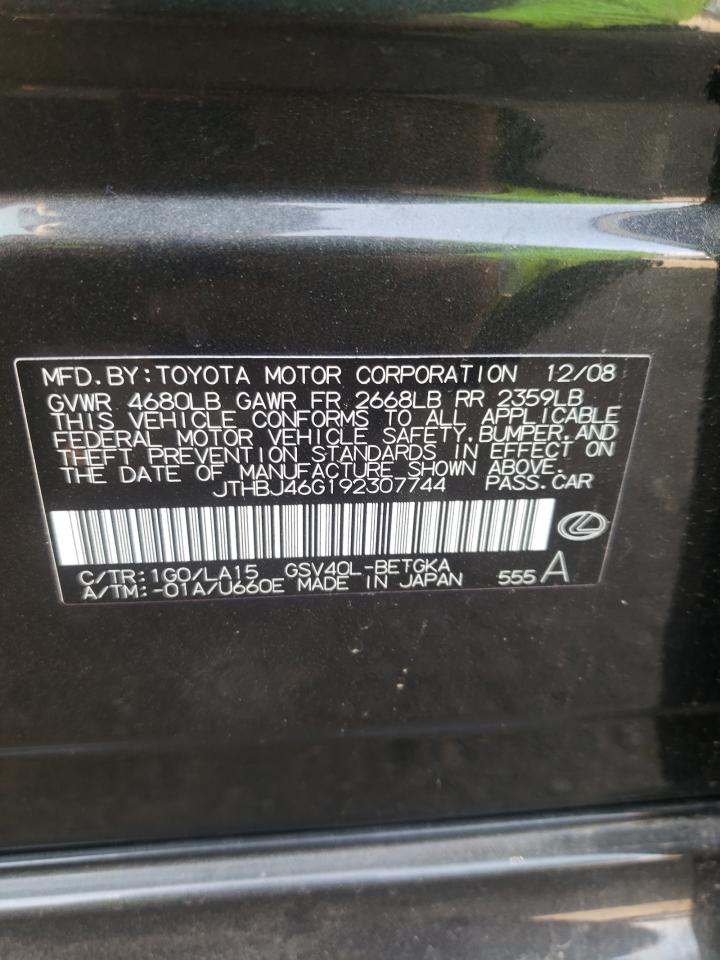 MFD.BY:TOYOTA MOTOR CORPORATION 12/08
GVWR 4680LB GAWR FR 2668LB RR 2359LB
THIS VEHICLE CONFORMS TO ALL APPLICABLE
FEDERAL MOTOR VEHICLE SAFETY,BUMPER,AND
THEFT PREVENTION STANDARDS IN EFFECT ON
THE DATE OF MANUFACTURE SHOWN ABOVE.
JTHBJ46G192307744 PASS.CAR
C/TR:1G0/LA15 GSV40L-BETGKA
A/TM:-01A/U660E MADE IN JAPAN 555 A